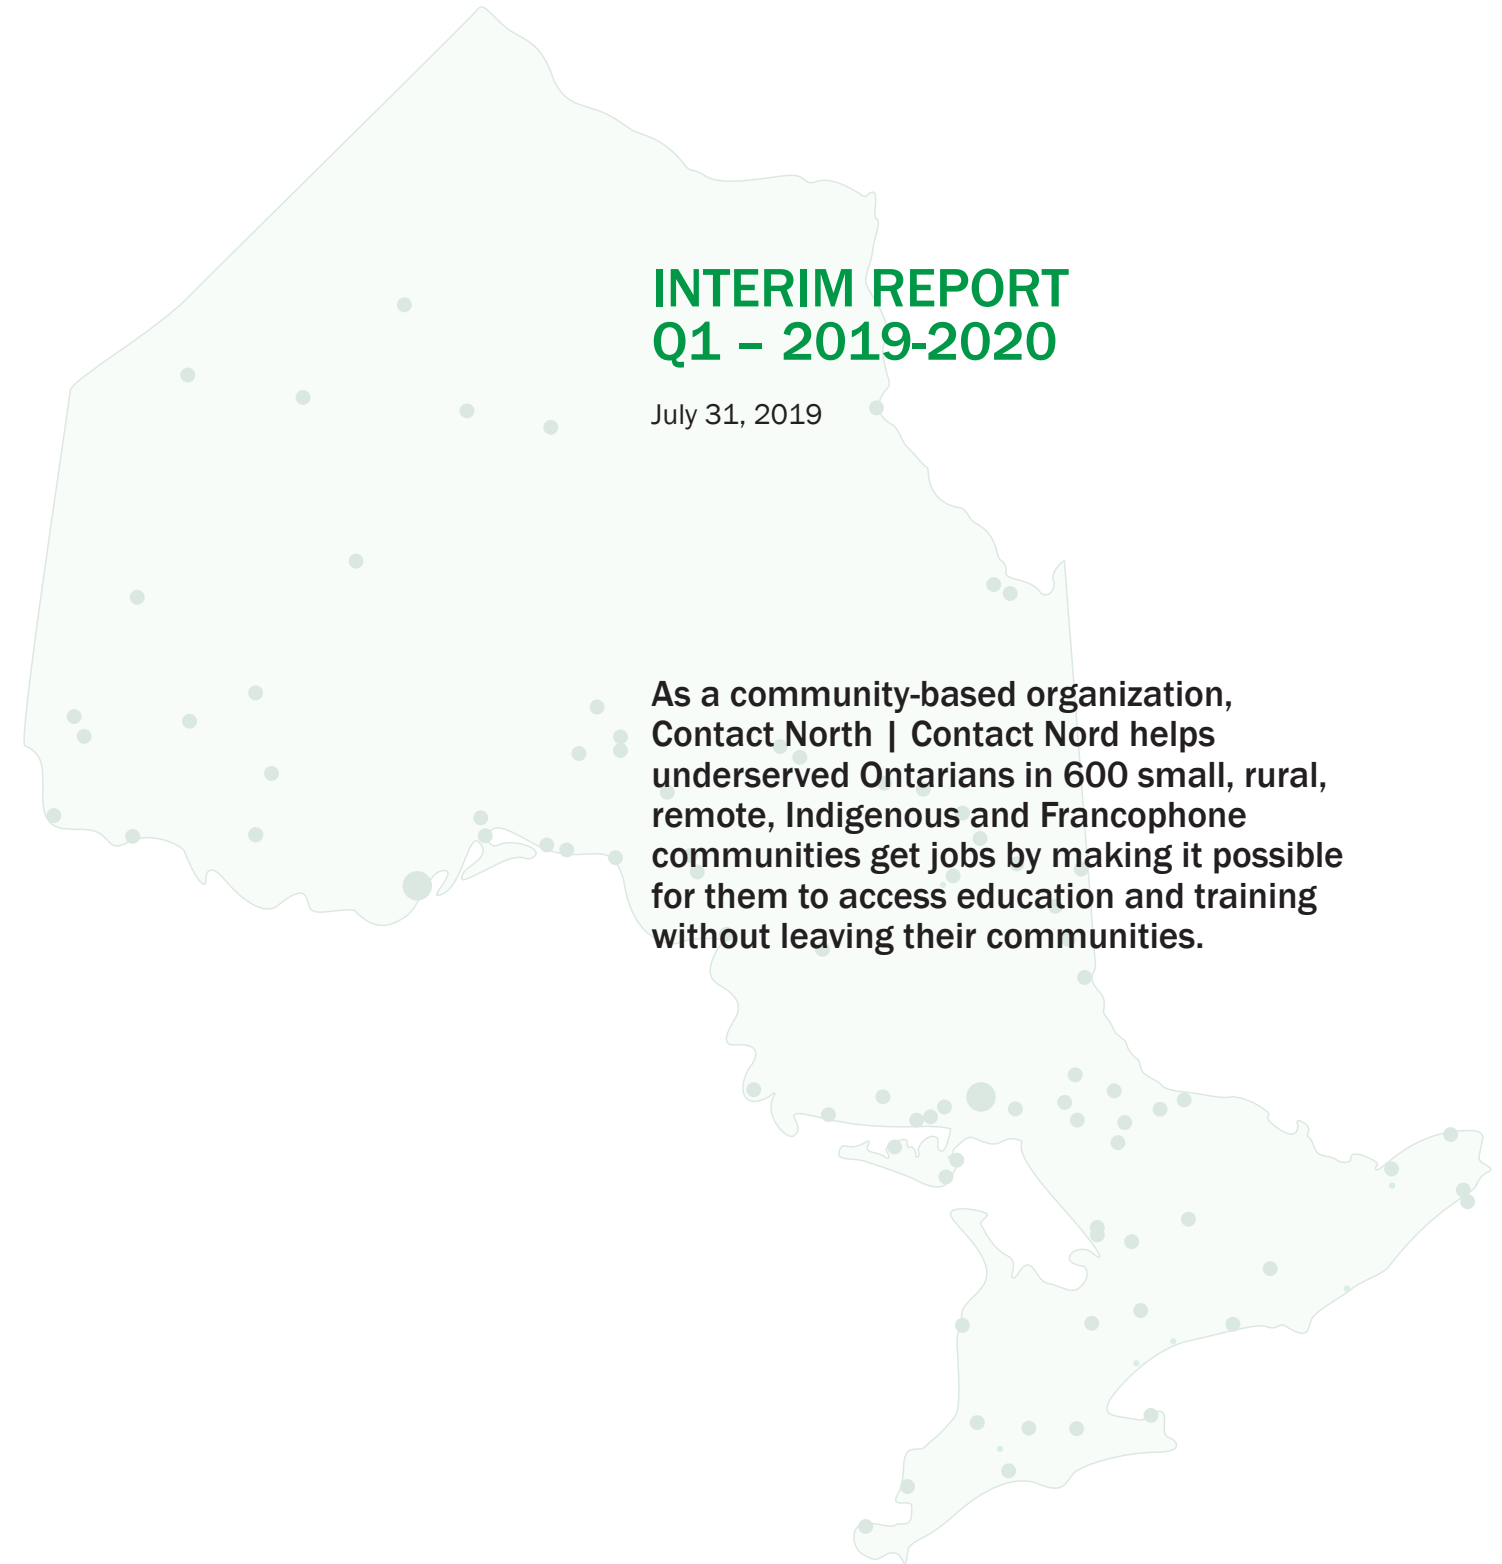 INTERIM REPORT
Q1 – 2019-2020
July 31, 2019
As a community-based organization,
Contact North | Contact Nord helps
underserved Ontarians in 600 small, rural,
remote, Indigenous and Francophone
communities get jobs by making it possible
for them to access education and training
without leaving their communities.